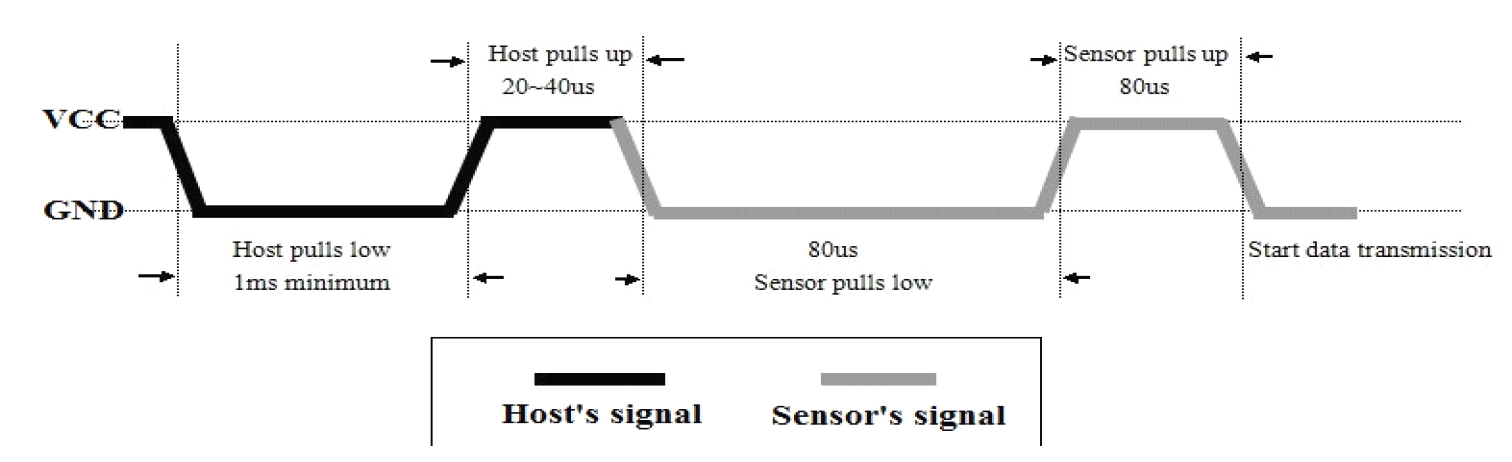 Host pulls up
20~40us
Sensor pulls up
80us
VCC
GND
Host pulls low
1ms minimum
80us
Sensor pulls low
Start data transmission
Host's signal
Sensor's signal